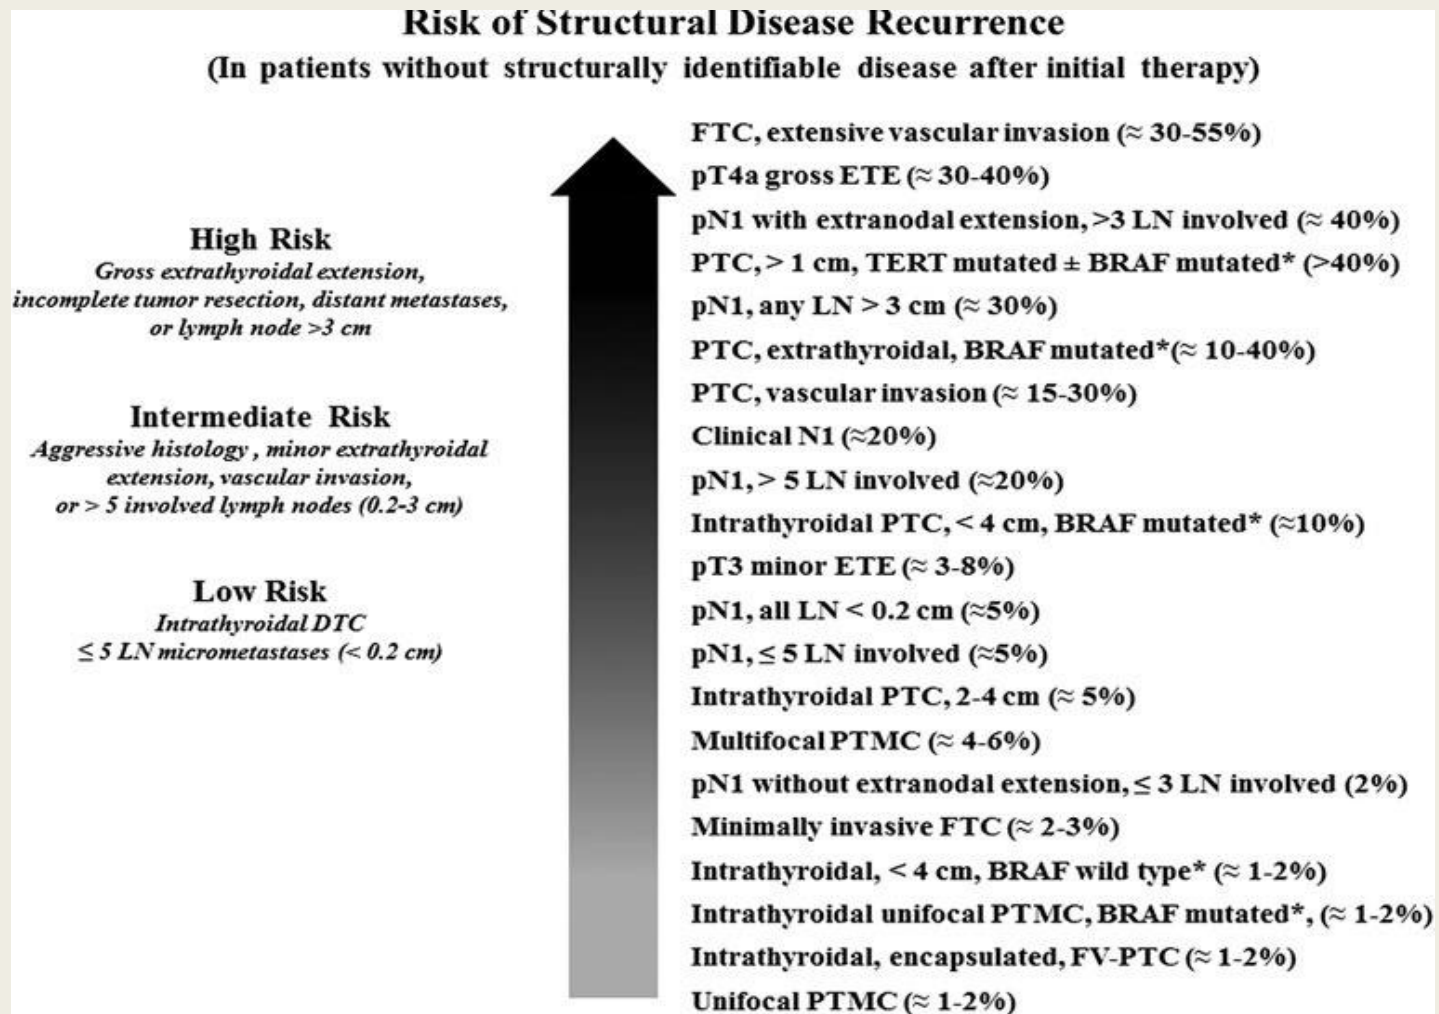 Risk of Structural Disease Recurrence
(In patients without structurally identifiable disease after initial therapy)
High Risk
Gross extrathyroidal extension,
incomplete tumor resection, distant metastases,
or lymph node >3 cm
Intermediate Risk
Aggressive histology , minor extrathyroidal
extension, vascular invasion,
or > 5 involved lymph nodes (0.2-3 cm)
Low Risk
Intrathyroidal DTC
≤ 5 LN micrometastases (< 0.2 cm)
FTC, extensive vascular invasion (≈ 30-55%)
pT4a gross ETE (≈ 30-40%)
pN1 with extranodal extension, >3 LN involved (≈ 40%)
PTC, > 1 cm, TERT mutated ± BRAF mutated* (>40%)
pN1, any LN > 3 cm (≈ 30%)
PTC, extrathyroidal, BRAF mutated*(≈ 10-40%)
PTC, vascular invasion (≈ 15-30%)
Clinical N1 (≈20%)
pN1, > 5 LN involved (≈20%)
Intrathyroidal PTC, < 4 cm, BRAF mutated* (≈10%)
pT3 minor ETE (≈ 3-8%)
pN1, all LN < 0.2 cm (≈5%)
pN1, ≤ 5 LN involved (≈5%)
Intrathyroidal PTC, 2-4 cm (≈ 5%)
Multifocal PTMC (≈ 4-6%)
pN1 without extranodal extension, ≤ 3 LN involved (2%)
Minimally invasive FTC (≈ 2-3%)
Intrathyroidal, < 4 cm, BRAF wild type* (≈ 1-2%)
Intrathyroidal unifocal PTMC, BRAF mutated*, (≈ 1-2%)
Intrathyroidal, encapsulated, FV-PTC (≈ 1-2%)
Unifocal PTMC (≈ 1-2%)